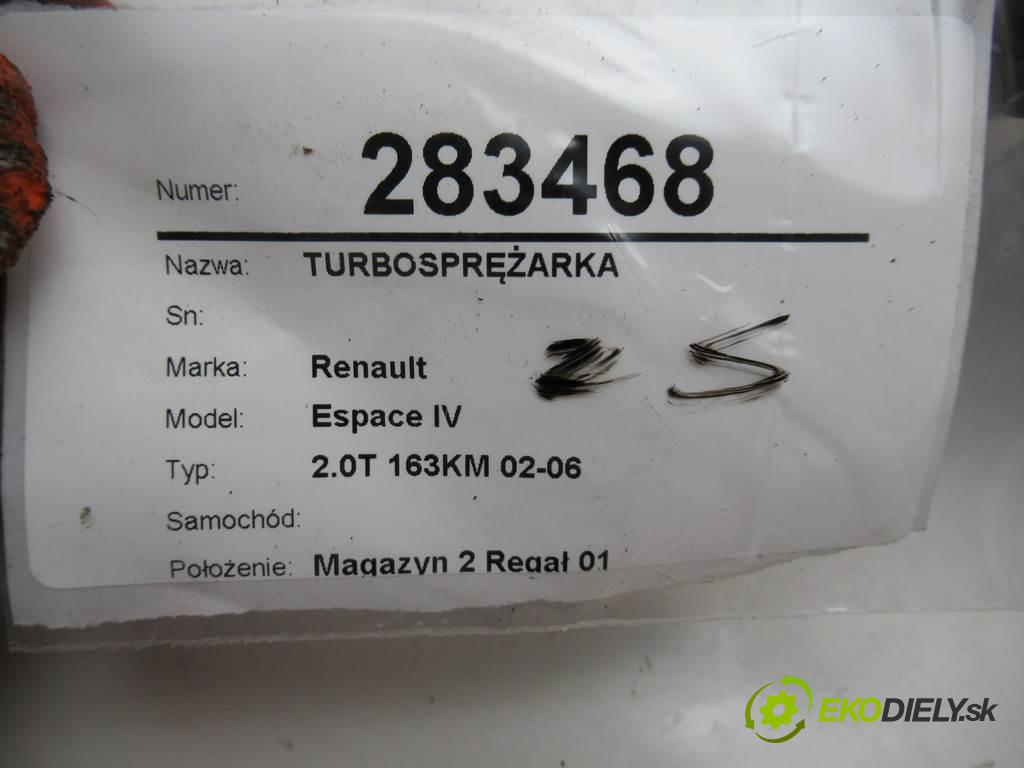 Numer: 283468
Nazwa: TURBOSPRĘŻARKA
Sn:
Marka: Renault
Model: Espace IV
Typ: 2.0T 163KM 02-06
Samochód:
Położenie: Magazyn 2 Regał 01
EKODIELY.sk